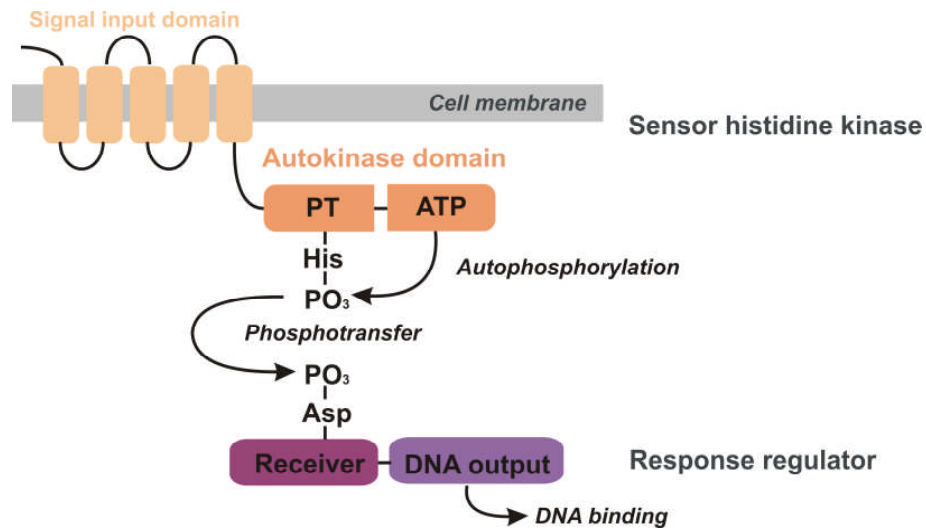 Signal input domain
Cell membrane
Sensor histidine kinase
Autokinase domain
PT
ATP
His
Autophosphorylation
PO₃
Phosphotransfer
PO₃
Asp
Receiver
DNA output
Response regulator
DNA binding